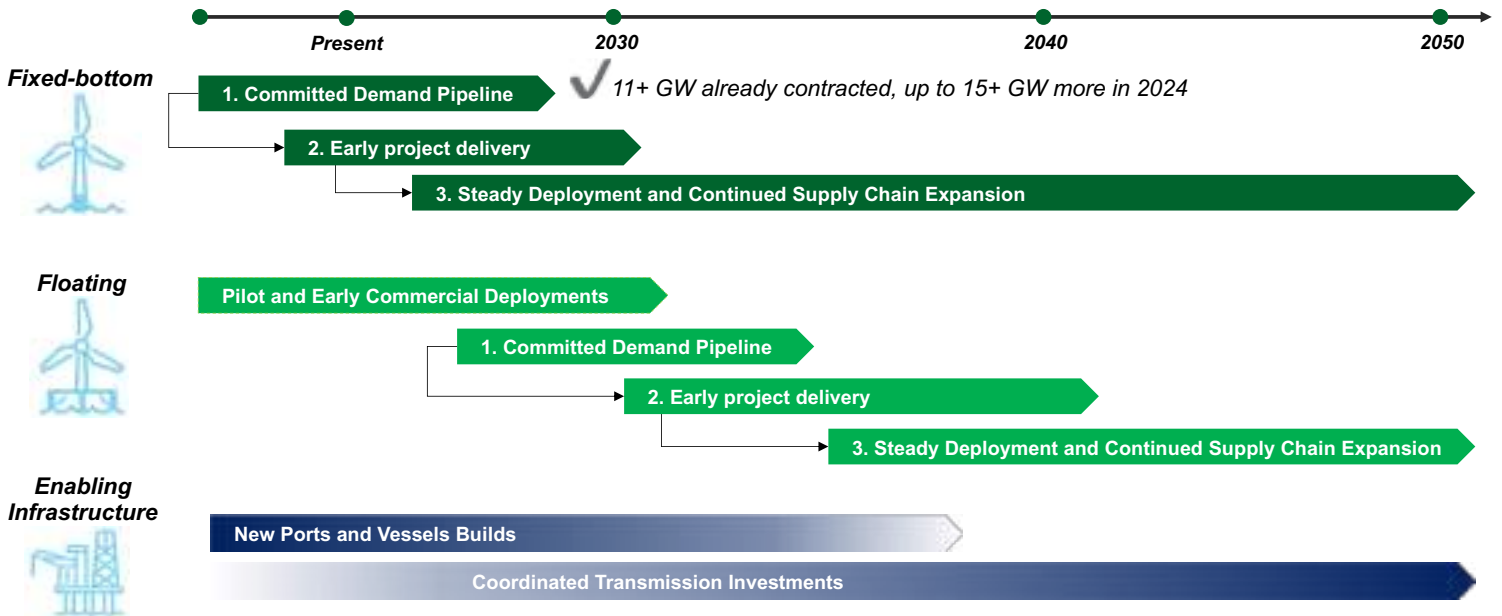 Present
2030
2040
2050
Fixed-bottom
1. Committed Demand Pipeline
11+ GW already contracted, up to 15+ GW more in 2024
2. Early project delivery
3. Steady Deployment and Continued Supply Chain Expansion
Floating
Pilot and Early Commercial Deployments
1. Committed Demand Pipeline
2. Early project delivery
3. Steady Deployment and Continued Supply Chain Expansion
Enabling
Infrastructure
New Ports and Vessels Builds
Coordinated Transmission Investments